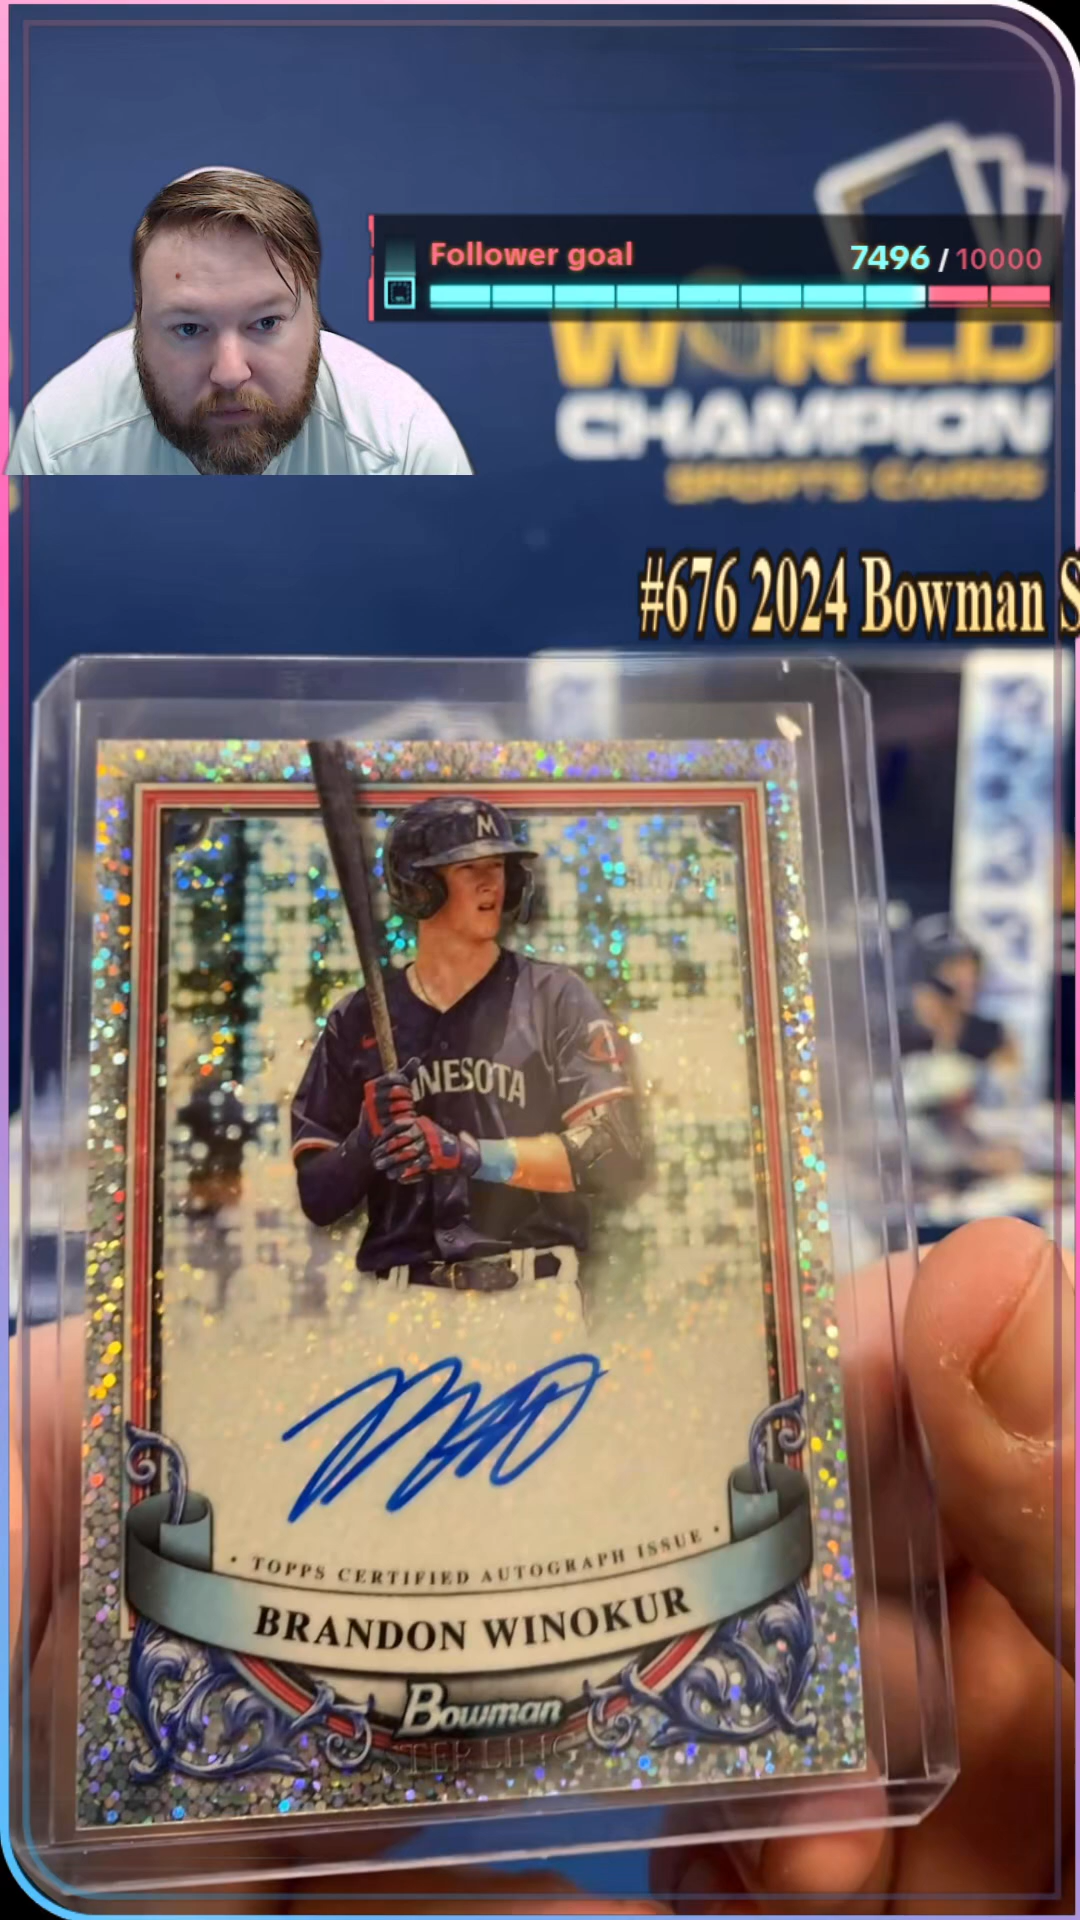 Follower goal 7496 / 10000
WORLD
CHAMPION
SPORTS CARDS
#676 2024 Bowman S
M
INNESOTA
• TOPPS CERTIFIED AUTOGRAPH ISSUE •
BRANDON WINOKUR
Bowman
STERLING